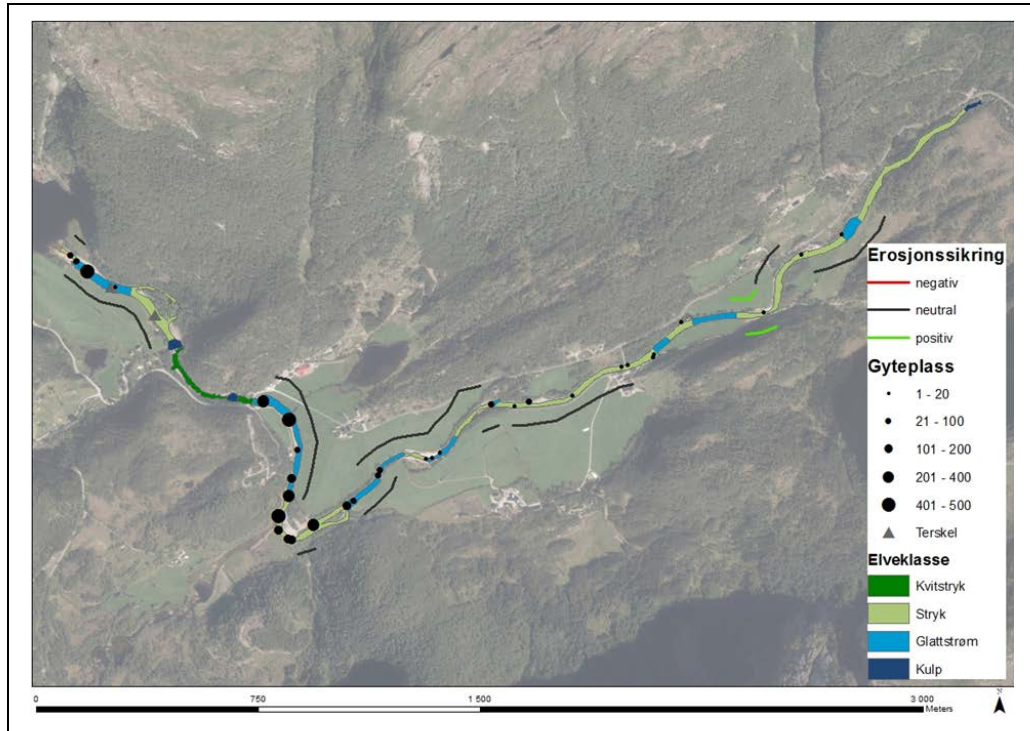 Erosjonssikring
negativ
neutral
positiv
Gyteplass
1 - 20
21 - 100
101 - 200
201 - 400
401 - 500
Terskel
Elveklasse
Kvitstryk
Stryk
Glattstrøm
Kulp
0 750 1 500 3 000
Meters